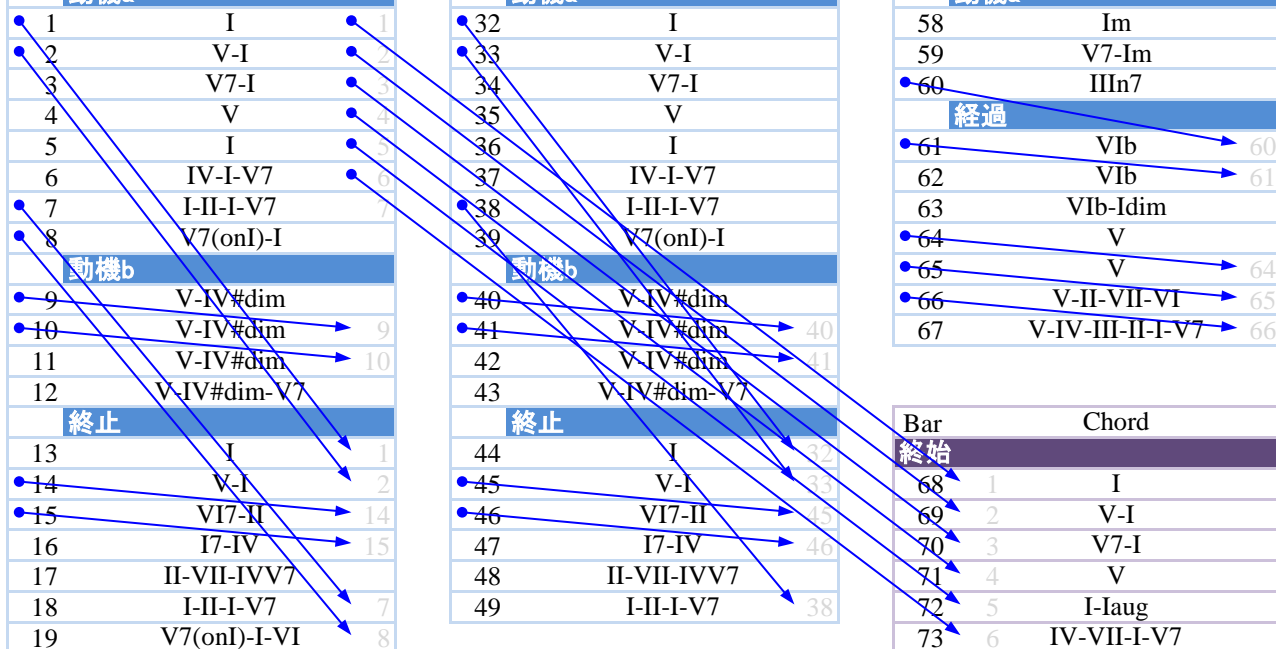 動機a
1 I 1
2 V-I 2
3 V7-I 3
4 V 4
5 I 5
6 IV-I-V7 6
7 I-II-I-V7 7
8 V7(onI)-I
動機b
9 V-IV#dim
10 V-IV#dim 9
11 V-IV#dim 10
12 V-IV#dim-V7
終止
13 I 1
14 V-I 2
15 VI7-II 14
16 I7-IV 15
17 II-VII-IVV7
18 I-II-I-V7 7
19 V7(onI)-I-VI 8
動機a
32 I
33 V-I
34 V7-I
35 V
36 I
37 IV-I-V7
38 I-II-I-V7
39 V7(onI)-I
動機b
40 V-IV#dim
41 V-IV#dim 40
42 V-IV#dim 41
43 V-IV#dim-V7
終止
44 I 32
45 V-I 33
46 VI7-II 45
47 I7-IV 46
48 II-VII-IVV7
49 I-II-I-V7 38
58 Im
59 V7-Im
60 IIIn7
経過
61 VIb 60
62 VIb 61
63 VIb-Idim
64 V
65 V 64
66 V-II-VII-VI 65
67 V-IV-III-II-I-V7 66
Bar Chord
終始
68 1 I
69 2 V-I
70 3 V7-I
71 4 V
72 5 I-Iaug
73 6 IV-VII-I-V7